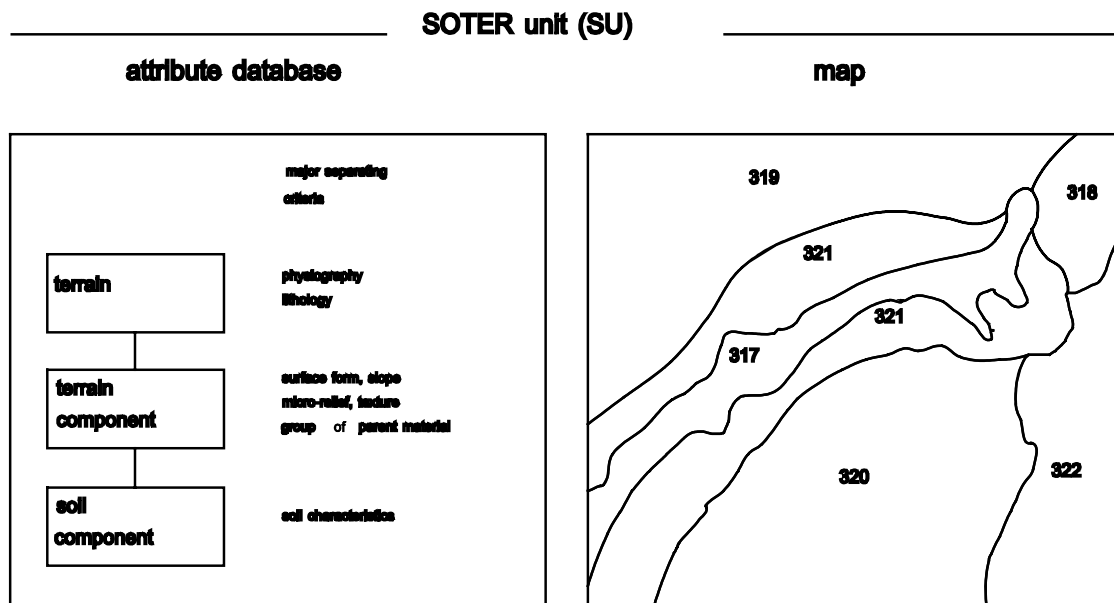 SOTER unit (SU)
attribute database
map
major separating
criteria
terrain
physiography
lithology
terrain
component
surface form, slope
micro-relief, texture
group of parent material
soil
component
soil characteristics
319
318
321
321
317
320
322